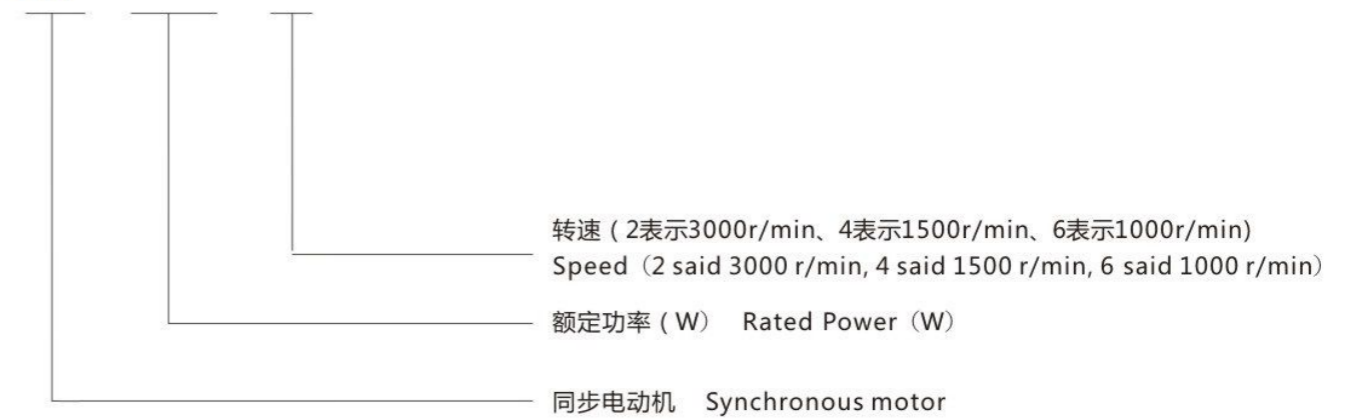 转速（2表示3000r/min、4表示1500r/min、6表示1000r/min)
Speed（2 said 3000 r/min, 4 said 1500 r/min, 6 said 1000 r/min）
额定功率（W） Rated Power（W）
同步电动机 Synchronous motor